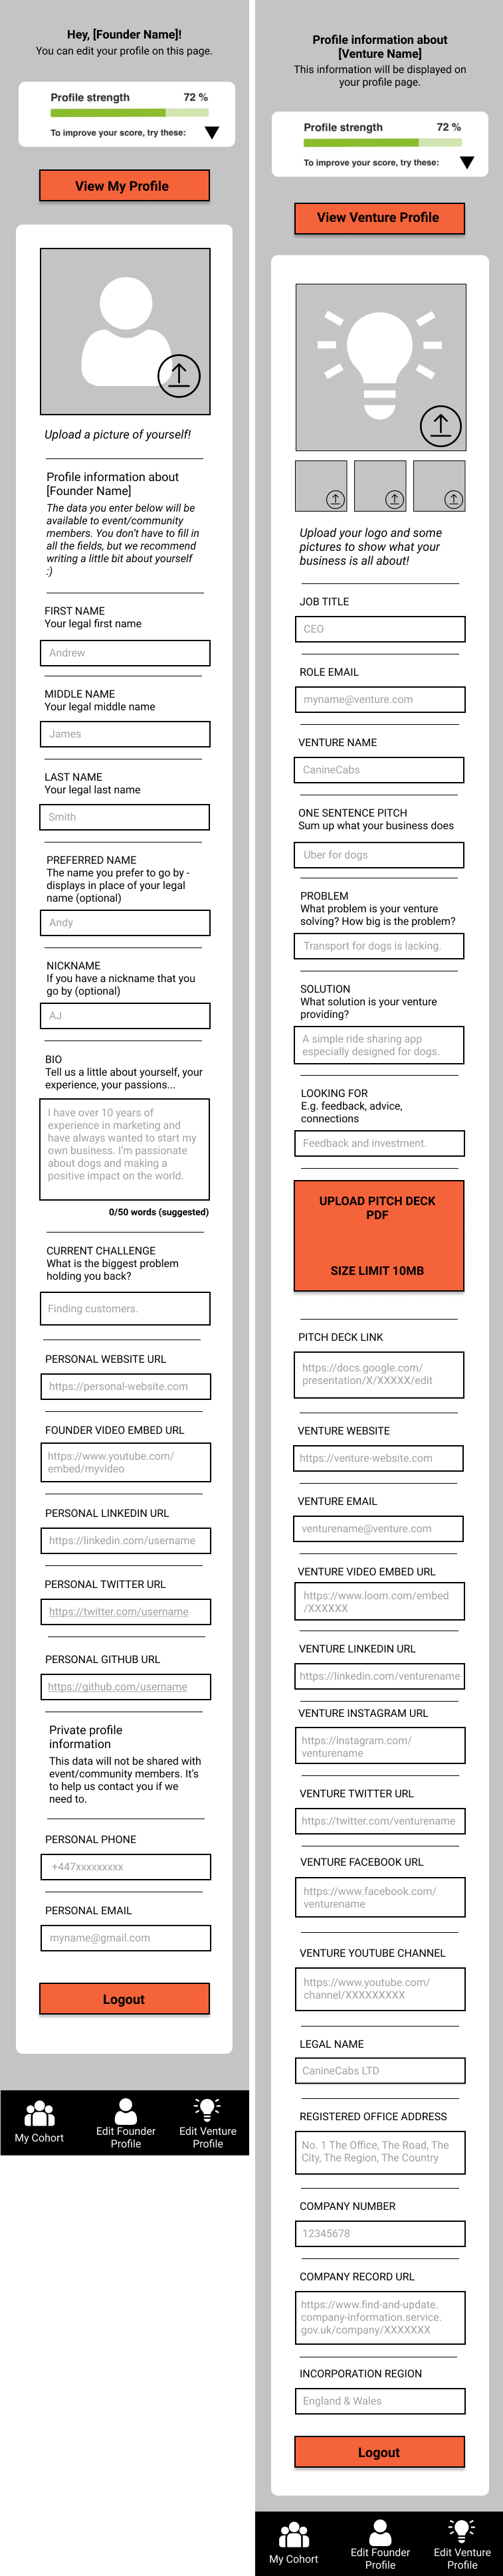 Hey, [Founder Name]!
You can edit your profile on this page.
Profile strength 72 %
To improve your score, try these:
View My Profile
Upload a picture of yourself!
Profile information about
[Founder Name]
The data you enter below will be
available to event/community
members. You don't have to fill in
all the fields, but we recommend
writing a little bit about yourself
:)
FIRST NAME
Your legal first name
Andrew
MIDDLE NAME
Your legal middle name
James
LAST NAME
Your legal last name
Smith
PREFERRED NAME
The name you prefer to go by -
displays in place of your legal
name (optional)
Andy
NICKNAME
If you have a nickname that you
go by (optional)
AJ
BIO
Tell us a little about yourself, your
experience, your passions...
I have over 10 years of
experience in marketing and
have always wanted to start my
own business. I'm passionate
about dogs and making a
positive impact on the world.
0/50 words (suggested)
CURRENT CHALLENGE
What is the biggest problem
holding you back?
Finding customers.
PERSONAL WEBSITE URL
https://personal-website.com
FOUNDER VIDEO EMBED URL
https://www.youtube.com/
embed/myvideo
PERSONAL LINKEDIN URL
https://linkedin.com/username
PERSONAL TWITTER URL
https://twitter.com/username
PERSONAL GITHUB URL
https://github.com/username
Private profile
information
This data will not be shared with
event/community members. It's
to help us contact you if we
need to.
PERSONAL PHONE
+447xxxxxxxxx
PERSONAL EMAIL
myname@gmail.com
Logout
My Cohort
Edit Founder
Profile
Edit Venture
Profile
Profile information about
[Venture Name]
This information will be displayed on
your profile page.
Profile strength 72 %
To improve your score, try these:
View Venture Profile
Upload your logo and some
pictures to show what your
business is all about!
JOB TITLE
CEO
ROLE EMAIL
myname@venture.com
VENTURE NAME
CanineCabs
ONE SENTENCE PITCH
Sum up what your business does
Uber for dogs
PROBLEM
What problem is your venture
solving? How big is the problem?
Transport for dogs is lacking.
SOLUTION
What solution is your venture
providing?
A simple ride sharing app
especially designed for dogs.
LOOKING FOR
E.g. feedback, advice,
connections
Feedback and investment.
UPLOAD PITCH DECK
PDF
SIZE LIMIT 10MB
PITCH DECK LINK
https://docs.google.com/
presentation/X/XXXXX/edit
VENTURE WEBSITE
https://venture-website.com
VENTURE EMAIL
venturename@venture.com
VENTURE VIDEO EMBED URL
https://www.loom.com/embed
/XXXXXX
VENTURE LINKEDIN URL
https://linkedin.com/venturename
VENTURE INSTAGRAM URL
https://instagram.com/
venturename
VENTURE TWITTER URL
https://twitter.com/venturename
VENTURE FACEBOOK URL
https://www.facebook.com/
venturename
VENTURE YOUTUBE CHANNEL
https://www.youtube.com/
channel/XXXXXXXXX
LEGAL NAME
CanineCabs LTD
REGISTERED OFFICE ADDRESS
No. 1 The Office, The Road, The
City, The Region, The Country
COMPANY NUMBER
12345678
COMPANY RECORD URL
https://www.find-and-update.
company-information.service.
gov.uk/company/XXXXXXX
INCORPORATION REGION
England & Wales
Logout
My Cohort
Edit Founder
Profile
Edit Venture
Profile